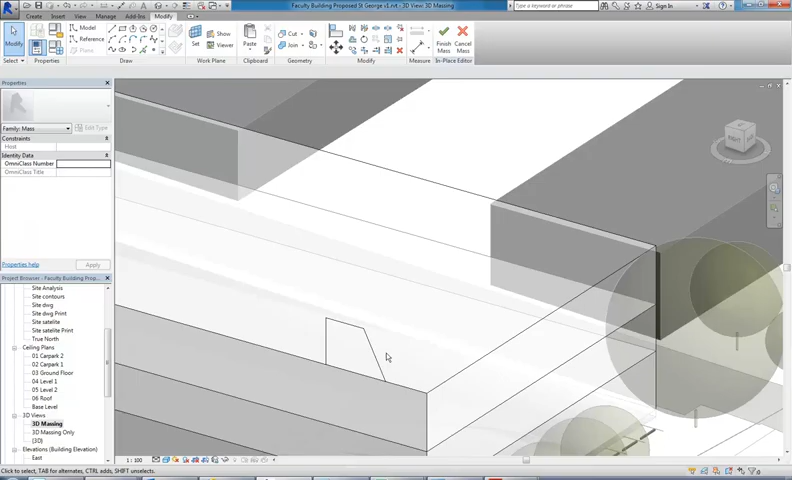 Faculty Building Proposed St George v1.rvt - 3D View: 3D Massing
Type a keyword or phrase
Sign In
Create Insert View Manage Add-Ins Modify
Modify
Model
Reference
Plane
Set
Show
Viewer
Paste
Cut
Join
Finish Mass
Cancel Mass
Select
Properties
Draw
Work Plane
Clipboard
Geometry
Modify
Measure
In-Place Editor
Properties
Family: Mass
Edit Type
Constraints
Host
Identity Data
OmniClass Number
OmniClass Title
Properties help
Apply
Project Browser - Faculty Building Prop...
Site Analysis
Site contours
Site dwg
Site dwg Print
Site satelite
Site satelite Print
True North
Ceiling Plans
02 Carpark 1
03 Ground Floor
04 Level 1
05 Level 2
06 Roof
Base Level
3D Views
3D Massing
3D Massing Only
{3D}
Elevations (Building Elevation)
East
RIGHT
1 : 100
Click to select, TAB for alternates, CTRL adds, SHIFT unselects.